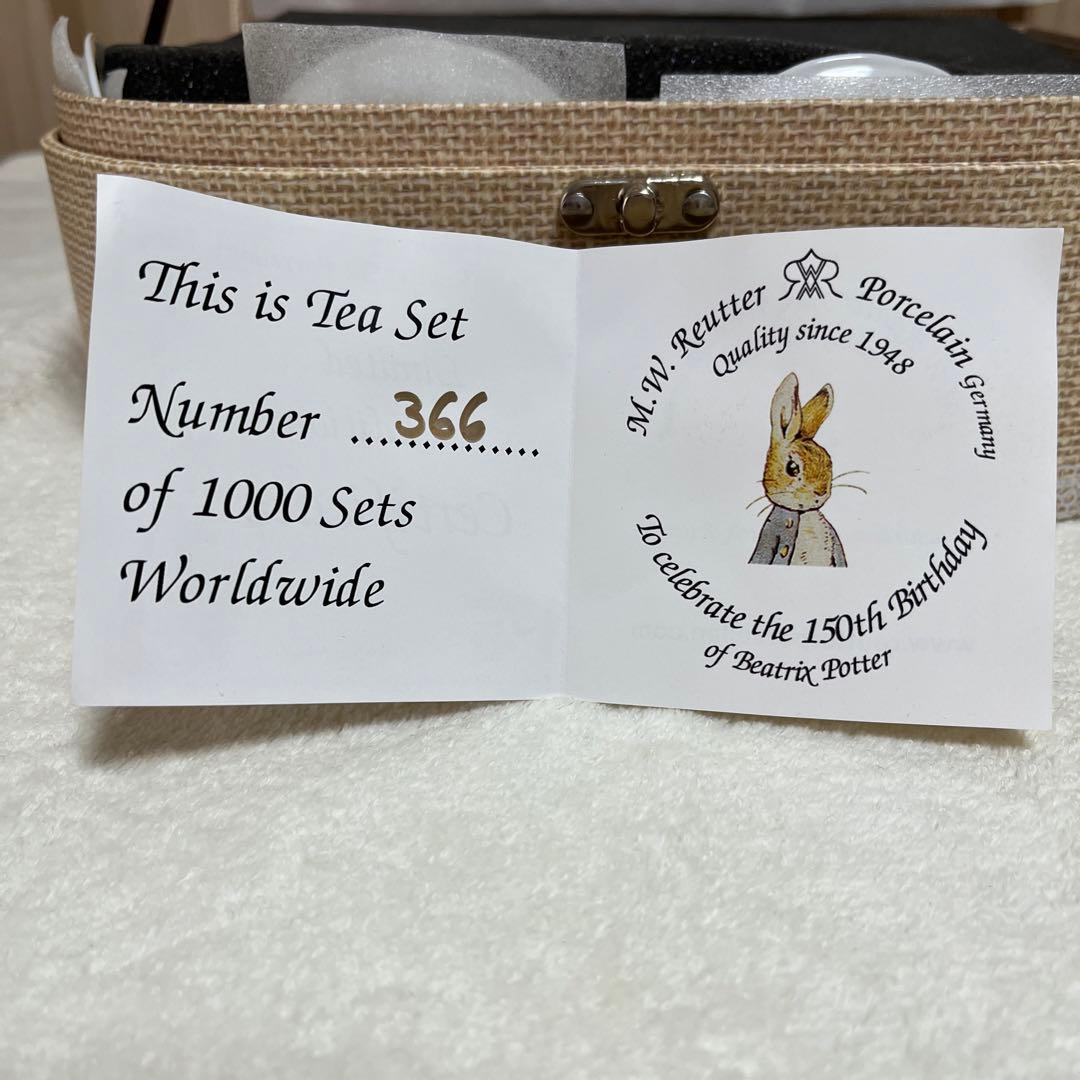 This is Tea Set
Number 366
of 1000 Sets
Worldwide
M.W. Reutter Porcelain Germany
Quality since 1948
To celebrate the 150th Birthday
of Beatrix Potter